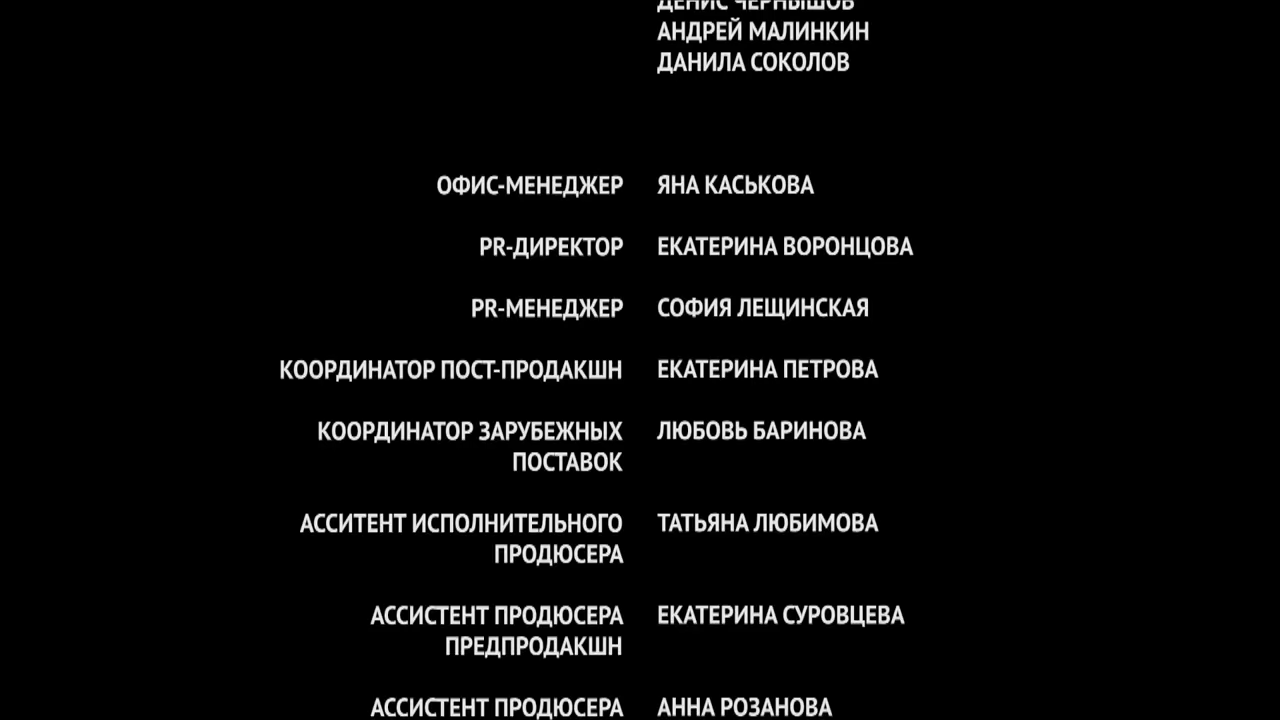 ДЕНИС ЧЕРНЫШОВ
АНДРЕЙ МАЛИНКИН
ДАНИЛА СОКОЛОВ
ОФИС-МЕНЕДЖЕР ЯНА КАСЬКОВА
PR-ДИРЕКТОР ЕКАТЕРИНА ВОРОНЦОВА
PR-МЕНЕДЖЕР СОФИЯ ЛЕЩИНСКАЯ
КООРДИНАТОР ПОСТ-ПРОДАКШН ЕКАТЕРИНА ПЕТРОВА
КООРДИНАТОР ЗАРУБЕЖНЫХ ЛЮБОВЬ БАРИНОВА
ПОСТАВОК
АССИТЕНТ ИСПОЛНИТЕЛЬНОГО ТАТЬЯНА ЛЮБИМОВА
ПРОДЮСЕРА
АССИСТЕНТ ПРОДЮСЕРА ЕКАТЕРИНА СУРОВЦЕВА
ПРЕДПРОДАКШН
АССИСТЕНТ ПРОДЮСЕРА АННА РОЗАНОВА